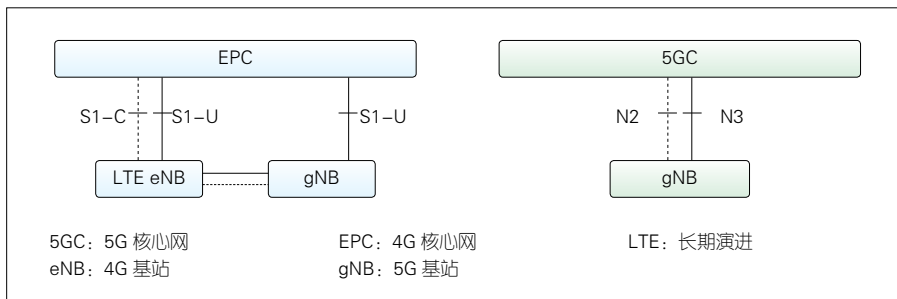 EPC
5GC
S1-C
S1-U
S1-U
N2
N3
LTE eNB
gNB
gNB
5GC：5G 核心网
EPC：4G 核心网
LTE：长期演进
eNB：4G 基站
gNB：5G 基站